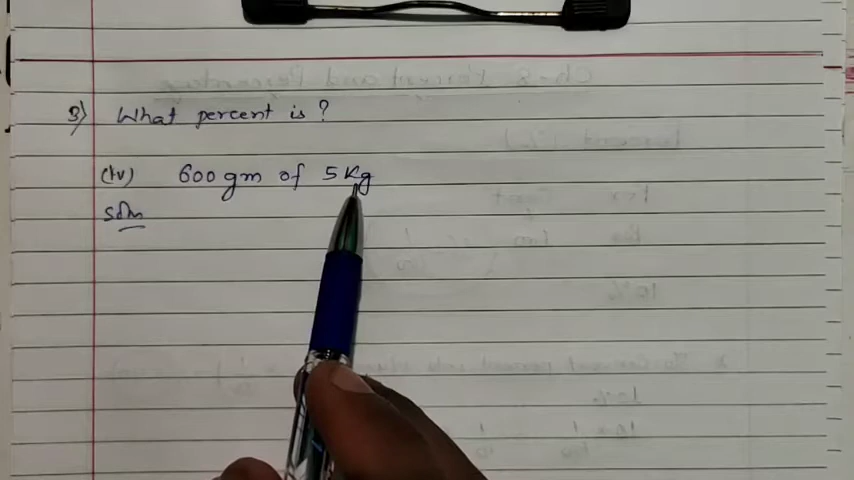 3) What percent is ?
(iv) 600 gm of 5 Kg
Soln